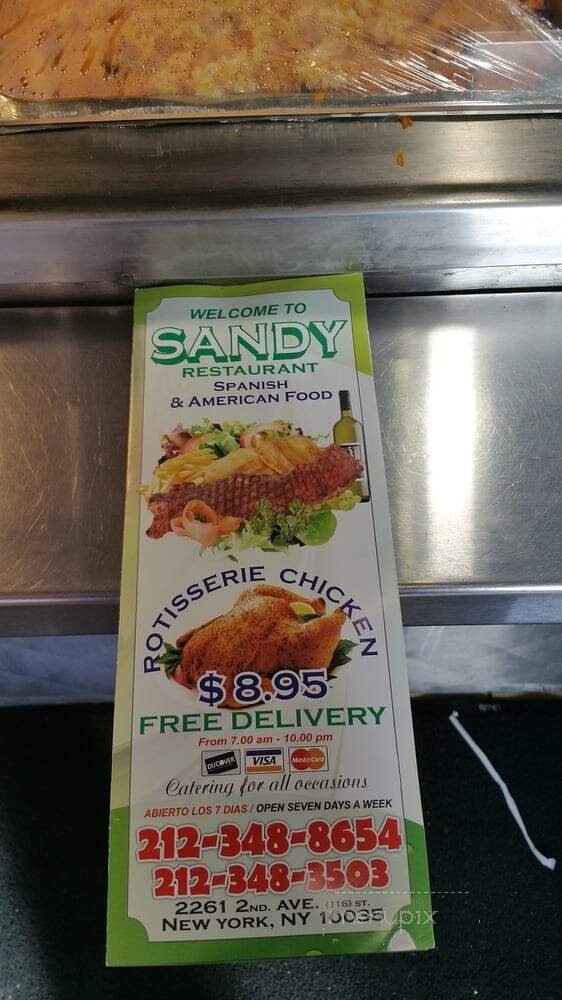 WELCOME TO
SANDY
RESTAURANT
SPANISH
& AMERICAN FOOD
ROTISSERIE CHICKEN
$8.95
FREE DELIVERY
From 7.00 am - 10.00 pm
DISCOVER VISA MasterCard
Catering for all occasions
ABIERTO LOS 7 DIAS / OPEN SEVEN DAYS A WEEK
212-348-8654
212-348-3503
2261 2ND. AVE. (116) ST.
NEW YORK, NY 10035